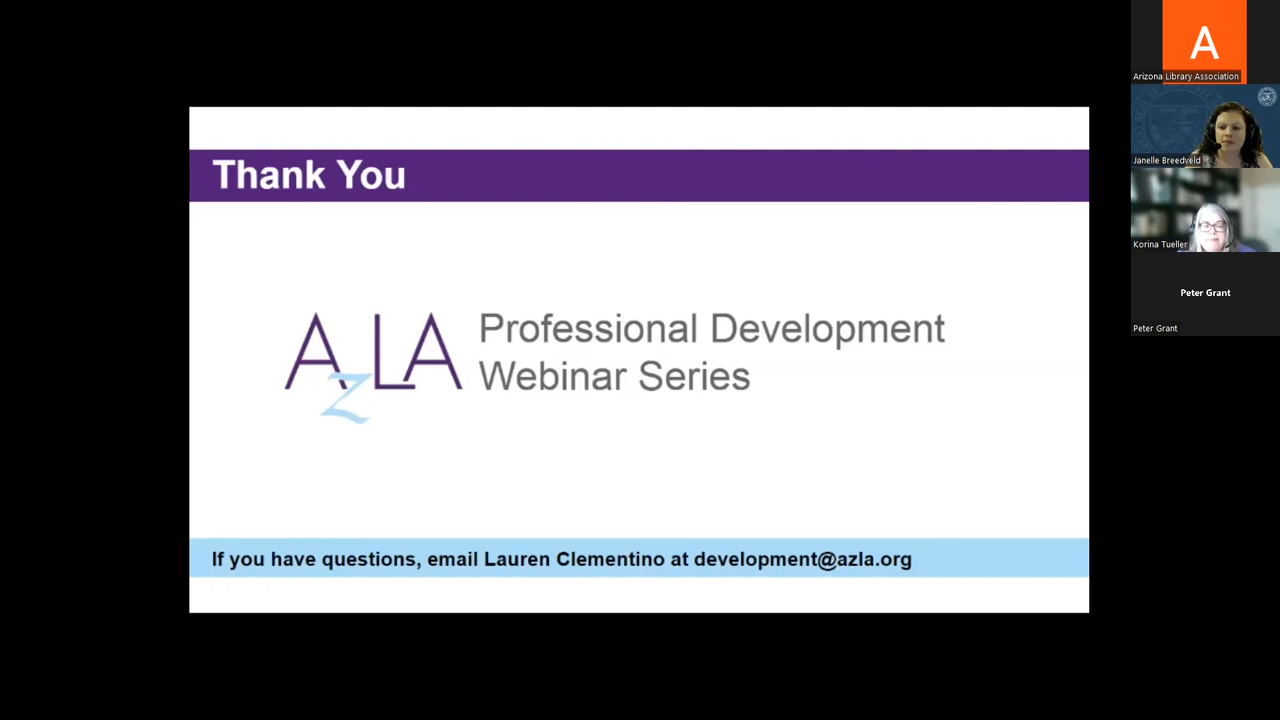 Thank You
AzLA
Professional Development
Webinar Series
If you have questions, email Lauren Clementino at development@azla.org
A
Arizona Library Association
Janelle Breedveld
Korina Tueller
Peter Grant
Peter Grant